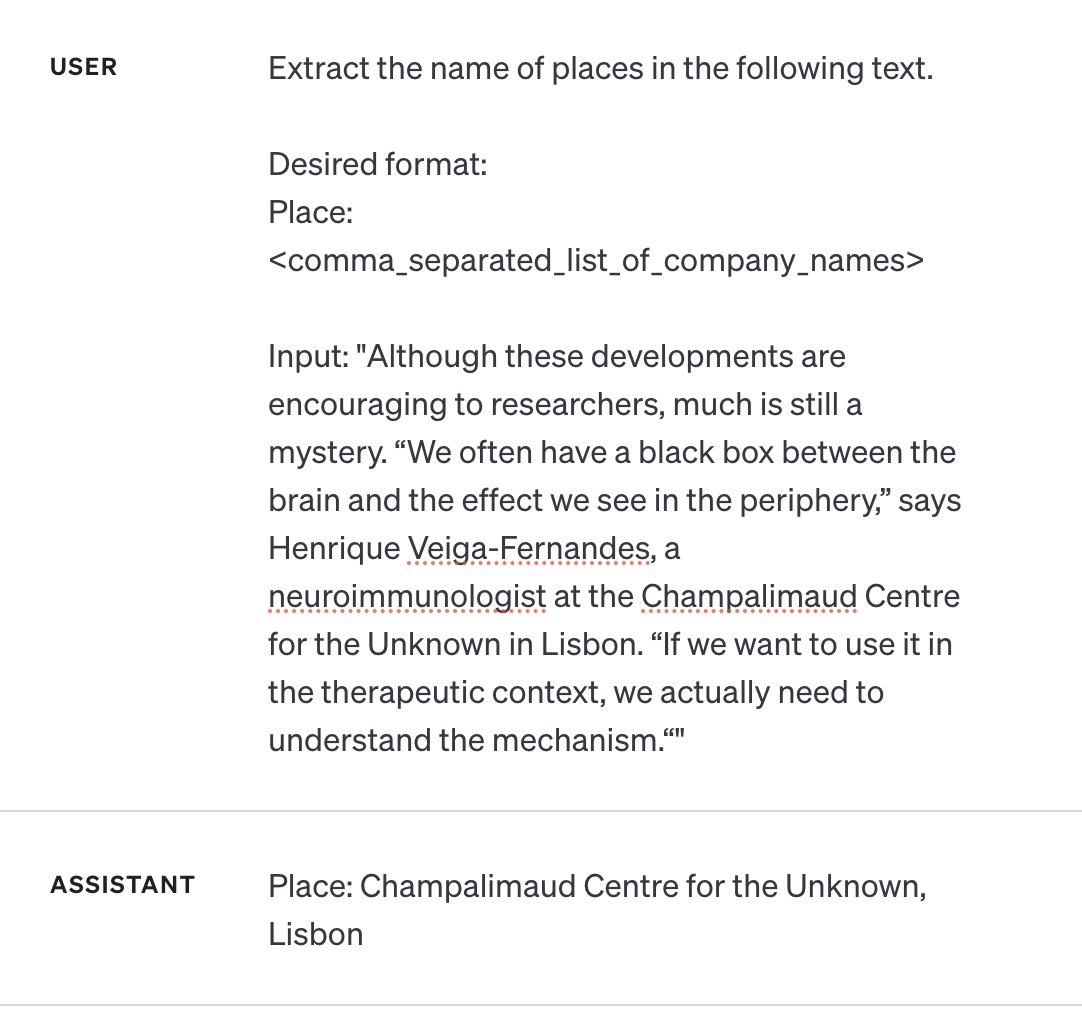 USER
Extract the name of places in the following text.
Desired format:
Place:
<comma_separated_list_of_company_names>
Input: "Although these developments are
encouraging to researchers, much is still a
mystery. “We often have a black box between the
brain and the effect we see in the periphery,” says
Henrique Veiga-Fernandes, a
neuroimmunologist at the Champalimaud Centre
for the Unknown in Lisbon. “If we want to use it in
the therapeutic context, we actually need to
understand the mechanism.“"
ASSISTANT
Place: Champalimaud Centre for the Unknown,
Lisbon